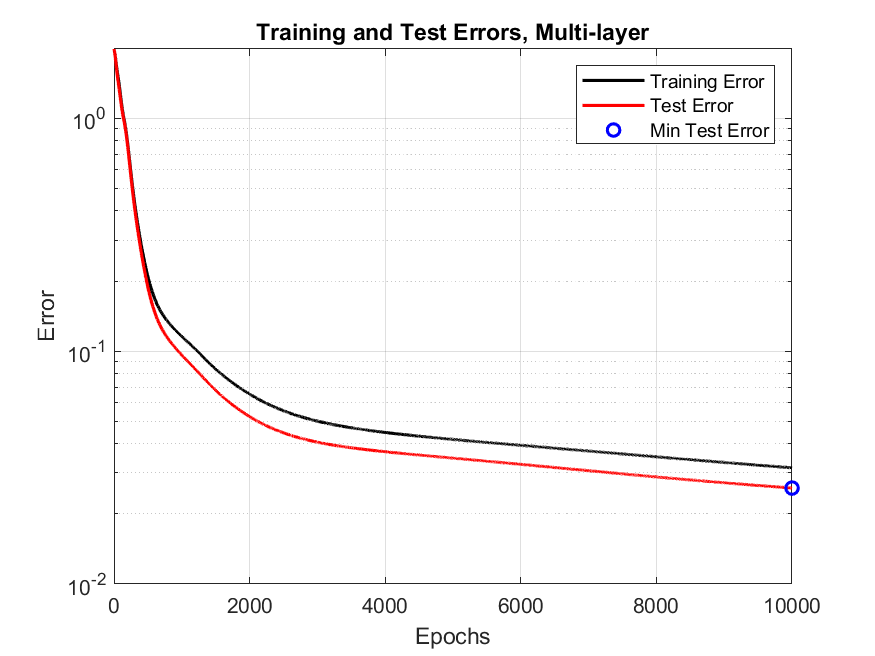 Training and Test Errors, Multi-layer
Training Error
Test Error
Min Test Error
10^0
10^-1
10^-2
Error
0 2000 4000 6000 8000 10000
Epochs